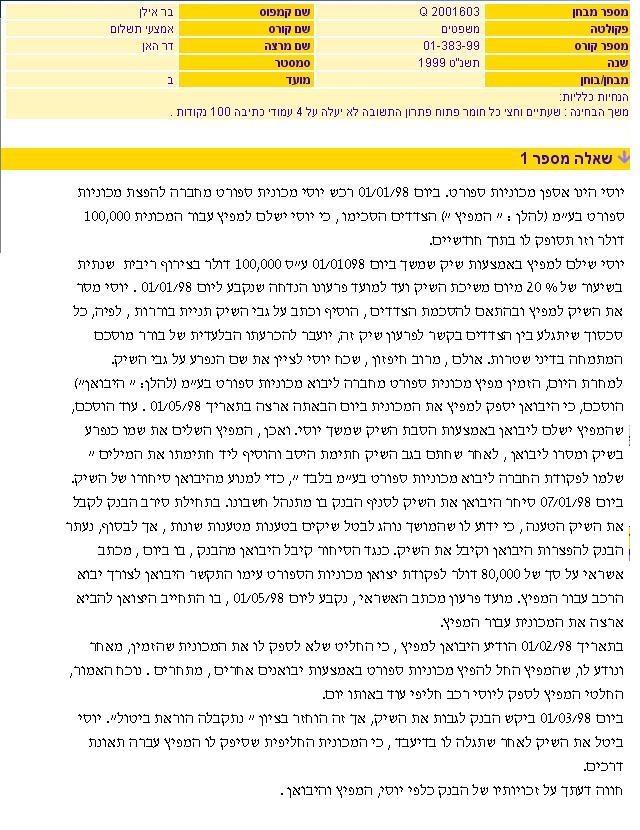 מספר מבחן Q 2001603 שם קמפוס בר אילן
פקולטה משפטים שם קורס אמצעי תשלום
מספר קורס 01-383-99 שם מרצה דר האן
שנה תשנ"ט 1999 סמסטר
מבחן/בוחן מועד ב
הנחיות כלליות:
משך הבחינה : שעתיים וחצי כל חומר פתוח פתרון התשובה לא יעלה על 4 עמודי כתיבה 100 נקודות .
שאלה מספר 1
יוסי הינו אספן מכוניות ספורט. ביום 01/01/98 רכש יוסי מכונית ספורט מחברה להפצת מכוניות
ספורט בע"מ (להלן : " המפיץ ") הצדדים הסכימו , כי יוסי ישלם למפיץ עבור המכונית 100,000
דולר וזו תסופק לו בתוך חודשיים.
יוסי שילם למפיץ באמצעות שיק שמשך ביום 01/01098 ע"ס 100,000 דולר בצירוף ריבית שנתית
בשיעור של % 20 מיום משיכת השיק ועד למועד פרעונו הנדחה שנקבע ליום 01/01/98 . יוסי מסר
את השיק למפיץ ובהתאם להסכמת הצדדים , הוסיף וכתב על גבי השיק תניית בוררות , לפיה, כל
סכסוך שיתגלע בין הצדדים בקשר לפרעון שיק זה, יועבר להכרעתו הבלעדית של בורר מוסכם
המתמחה בדיני שטרות. אולם , מרוב חיפזון , שכח יוסי לציין את שם הנפרע על גבי השיק.
למחרת היום, הזמין מפיץ מכונית ספורט מחברה ליבוא מכוניות ספורט בע"מ (להלן: " היבואן")
הוסכם, כי היבואן יספק למפיץ את המכונית ביום הבאתה ארצה בתאריך 01/05/98 . עוד הוסכם,
שהמפיץ ישלם ליבואן באמצעות הסבת השיק שמשך יוסי. ואכן , המפיץ השלים את שמו כנפרע
בשיק ומסרו ליבואן , לאחר שחתם בגב השיק חתימת היסב והוסיף ליד חתימתו את המילים "
שלמו לפקודת החברה ליבוא מכוניות ספורט בע"מ בלבד ", כדי למנוע מהיבואן סיחורו של השיק.
ביום 07/01/98 סיחר היבואן את השיק לסניף הבנק בו מתנהל חשבונו. בתחילת סירב הבנק לקבל
את השיק הטענה , כי ידוע לו שהמושך נוהג לבטל שיקים בטענות מטענות שונות , אך לבסוף, נעתר
הבנק להפצרות היבואן וקיבל את השיק. כנגד הסיחור קיבל היבואן מהבנק , בו ביום , מכתב
אשראי על סך של 80,000 דולר לפקודת יצואן מכוניות הספורט עימו התקשר היבואן לצורך יבוא
הרכב עבור המפיץ. מועד פרעון מכתב האשראי , נקבע ליום 01/05/98 , בו התחייב היצואן להביא
ארצה את המכונית עבור המפיץ.
בתאריך 01/02/98 הודיע היבואן למפיץ , כי החליט שלא לספק לו את המכונית שהזמין, מאחר
ונודע לו, שהמפיץ החל להפיץ מכוניות ספורט באמצעות יבואנים אחרים , מתחרים . נוכח האמור,
החלטי המפיץ לספק ליוסי רכב חליפי עוד באותו יום.
ביום 01/03/98 ביקש הבנק לגבות את השיק, אך זה הוחזר בציון " נתקבלה הוראת ביטול". יוסי
ביטל את השיק לאחר שתגלה לו בדיעבד , כי המכונית החליפית שסיפק לו המפיץ עברה תאונת
דרכים.
חווה דעתך על זכויותיו של הבנק כלפי יוסי, המפיץ והיבואן .